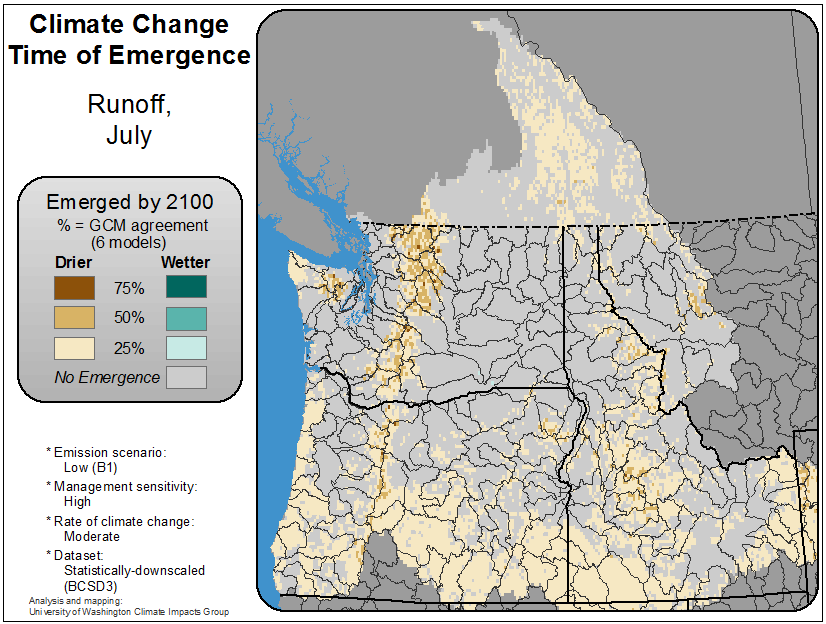 Climate Change
Time of Emergence
Runoff,
July
Emerged by 2100
% = GCM agreement
(6 models)
Drier Wetter
75%
50%
25%
No Emergence
* Emission scenario:
Low (B1)
* Management sensitivity:
High
* Rate of climate change:
Moderate
* Dataset:
Statistically-downscaled
(BCSD3)
Analysis and mapping:
University of Washington Climate Impacts Group